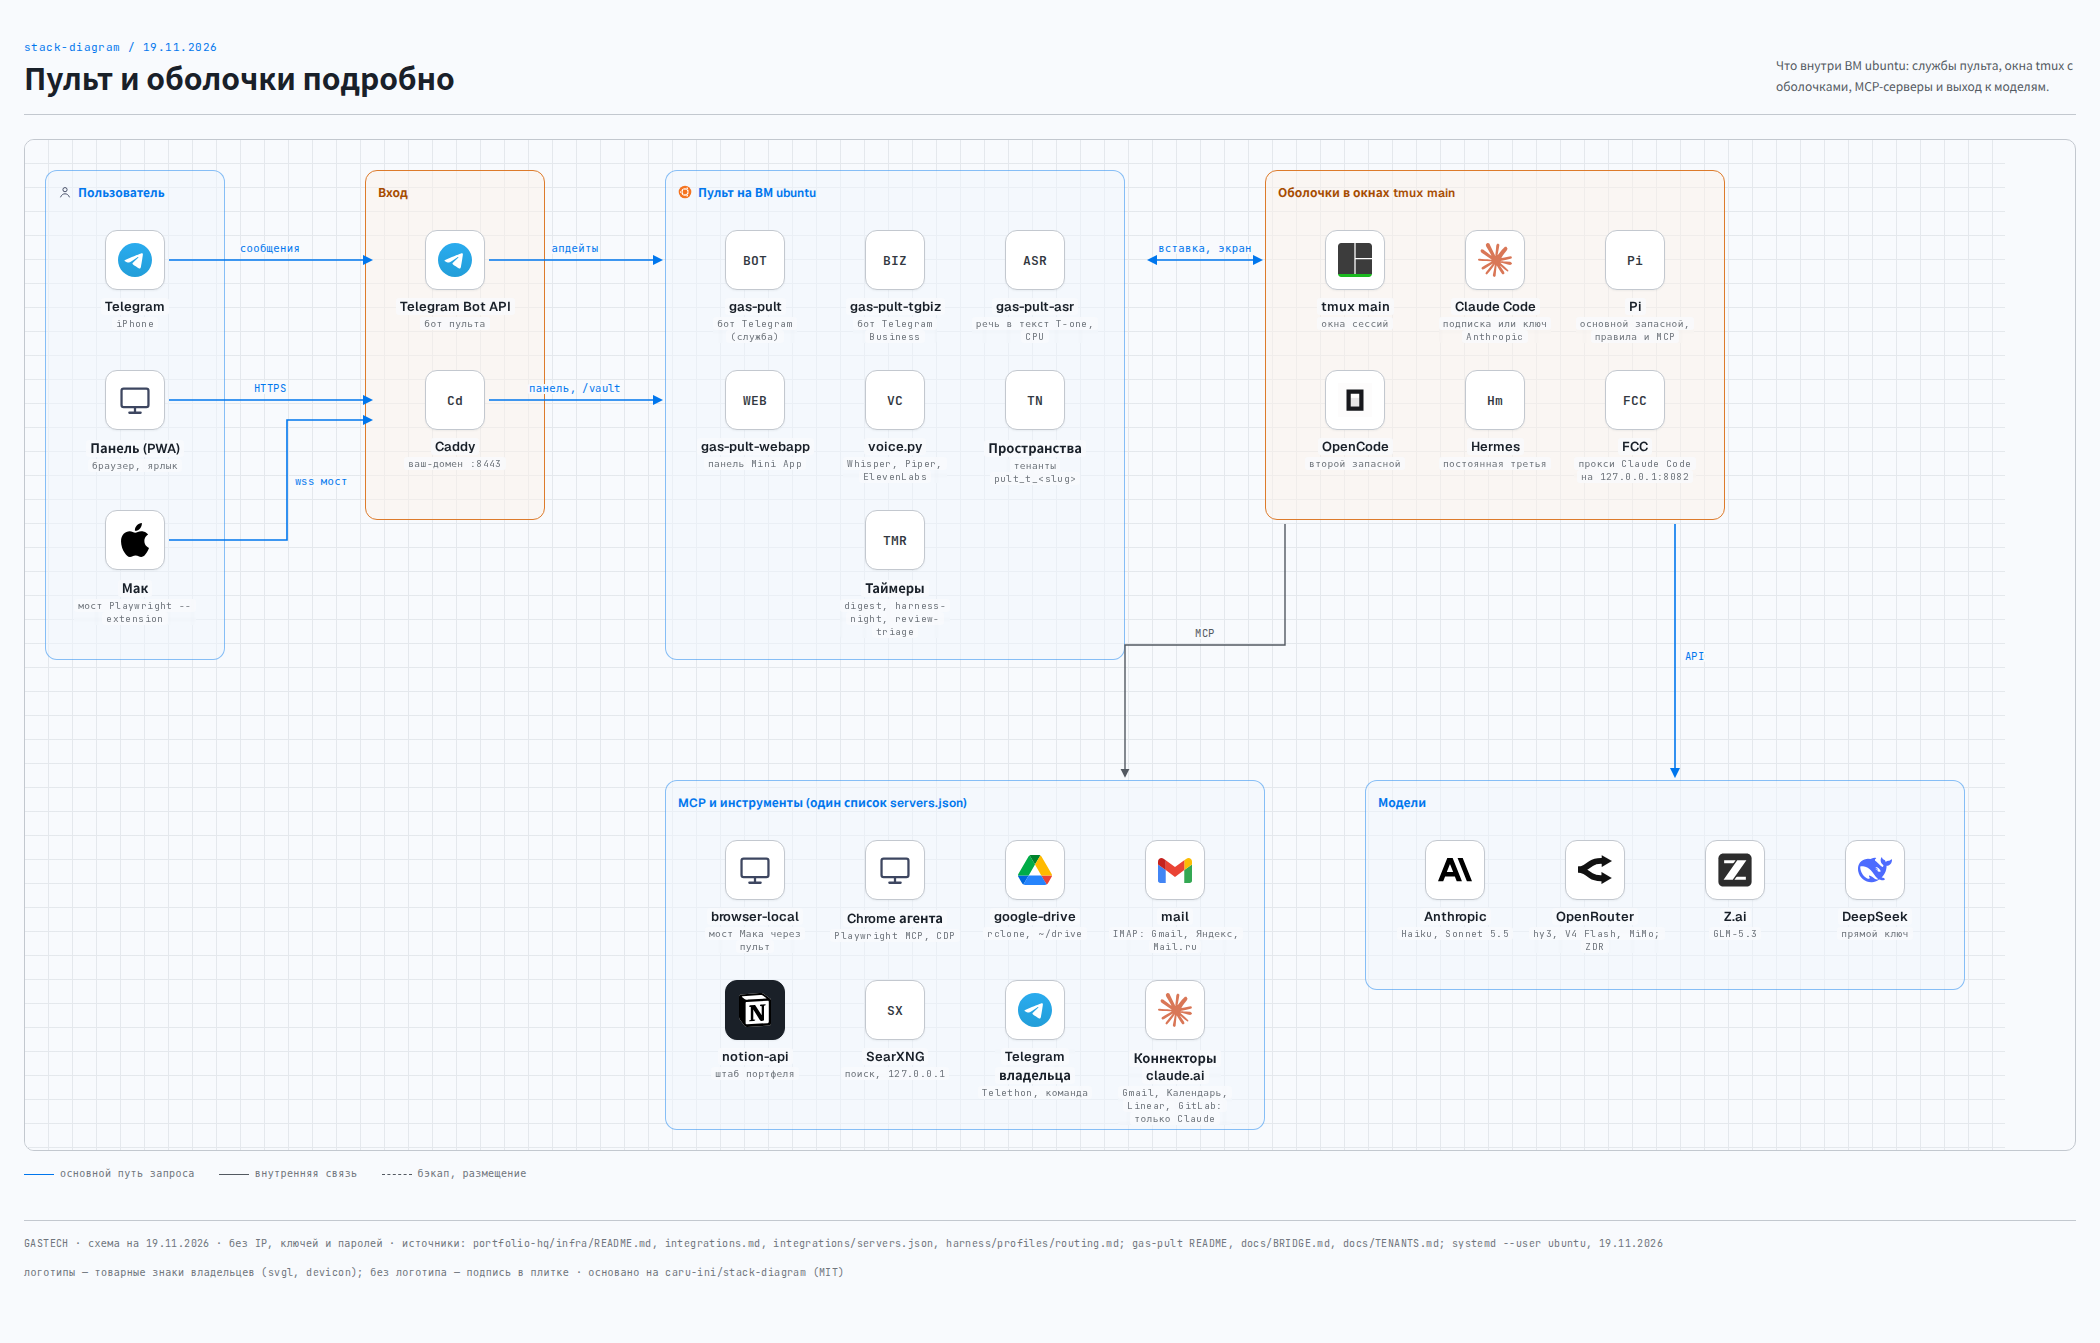 stack-diagram / 19.11.2026
Пульт и оболочки подробно
Что внутри ВМ ubuntu: службы пульта, окна tmux с
оболочками, MCP-серверы и выход к моделям.
Пользователь
Telegram
iPhone
Панель (PWA)
браузер, ярлык
Мак
мост Playwright --
extension
сообщения
HTTPS
wss мост
Вход
Telegram Bot API
бот пульта
Cd
Caddy
ваш-домен :8443
апдейты
панель, /vault
Пульт на ВМ ubuntu
BOT
gas-pult
бот Telegram
(служба)
BIZ
gas-pult-tgbiz
бот Telegram
Business
ASR
gas-pult-asr
речь в текст T-one,
CPU
WEB
gas-pult-webapp
панель Mini App
VC
voice.py
Whisper, Piper,
ElevenLabs
TN
Пространства
тенанты
pult_t_<slug>
TMR
Таймеры
digest, harness-
night, review-
triage
вставка, экран
Оболочки в окнах tmux main
tmux main
окна сессий
Claude Code
подписка или ключ
Anthropic
Pi
Pi
основной запасной,
правила и MCP
OpenCode
второй запасной
Hm
Hermes
постоянная третья
FCC
FCC
прокси Claude Code
на 127.0.0.1:8082
MCP
API
MCP и инструменты (один список servers.json)
browser-local
мост Мака через
пульт
Chrome агента
Playwright MCP, CDP
google-drive
rclone, ~/drive
mail
IMAP: Gmail, Яндекс,
Mail.ru
notion-api
штаб портфеля
SX
SearXNG
поиск, 127.0.0.1
Telegram
владельца
Telethon, команда
Коннекторы
claude.ai
Gmail, Календарь,
Linear, GitLab:
только Claude
Модели
Anthropic
Haiku, Sonnet 5.5
OpenRouter
hy3, V4 Flash, MiMo;
ZDR
Z.ai
GLM-5.3
DeepSeek
прямой ключ
основной путь запроса
внутренняя связь
бэкап, размещение
GASTECH · схема на 19.11.2026 · без IP, ключей и паролей · источники: portfolio-hq/infra/README.md, integrations.md, integrations/servers.json, harness/profiles/routing.md; gas-pult README, docs/BRIDGE.md, docs/TENANTS.md; systemd --user ubuntu, 19.11.2026
логотипы — товарные знаки владельцев (svgl, devicon); без логотипа — подпись в плитке · основано на caru-ini/stack-diagram (MIT)